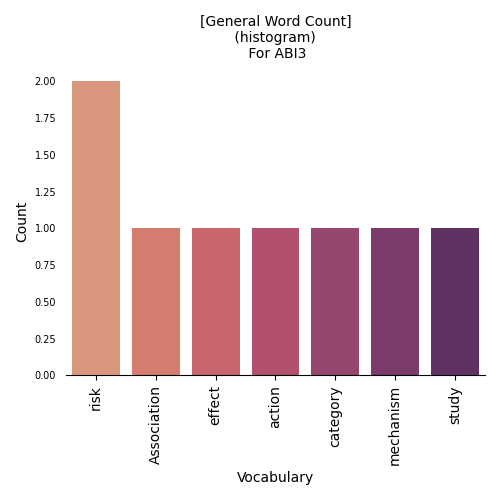 [General Word Count]
(histogram)
For ABI3
Count
2.00
1.75
1.50
1.25
1.00
0.75
0.50
0.25
0.00
risk
Association
effect
action
category
mechanism
study
Vocabulary